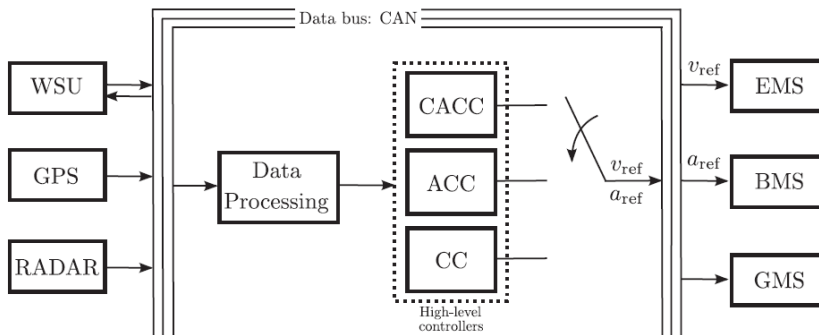 Data bus: CAN
WSU
GPS
RADAR
Data
Processing
CACC
ACC
CC
High-level
controllers
v_ref
a_ref
v_ref
EMS
a_ref
BMS
GMS